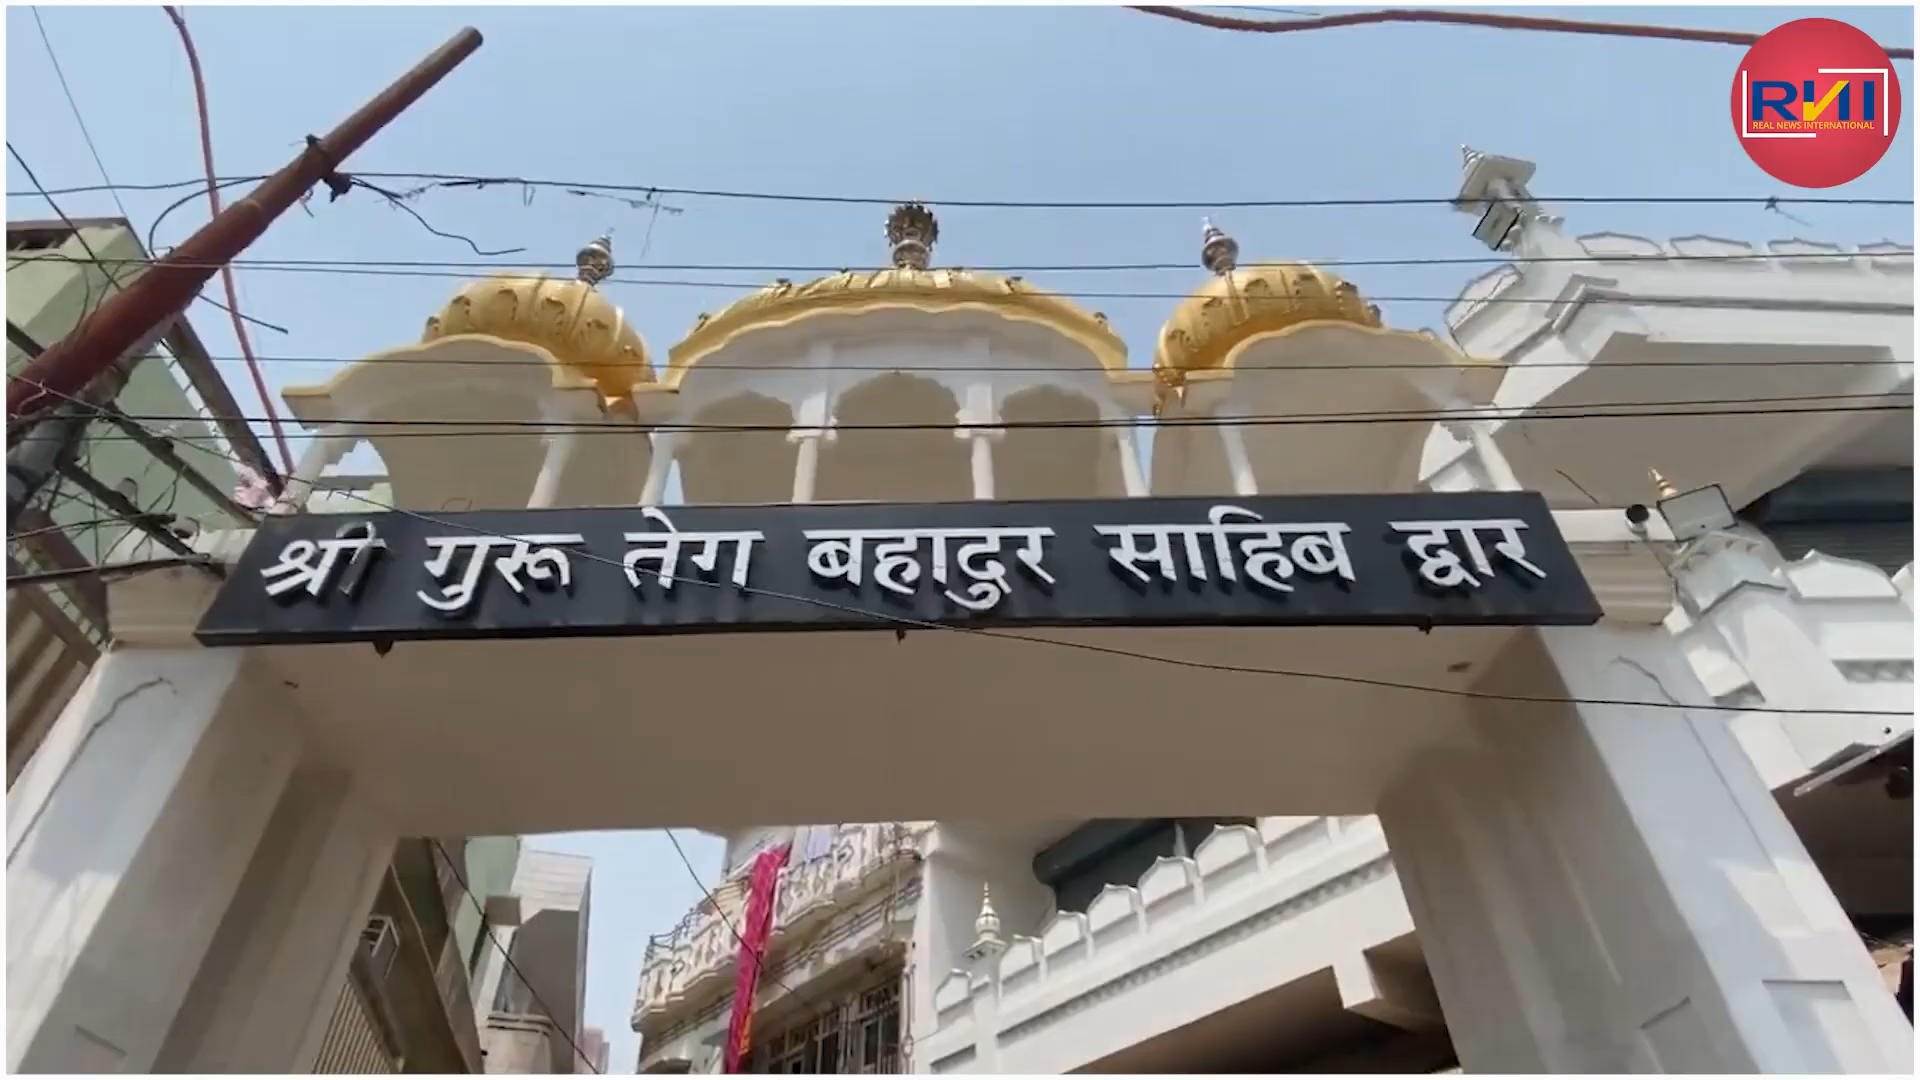 RNI
REAL NEWS INTERNATIONAL
श्री गुरू तेग बहादुर साहिब द्वार